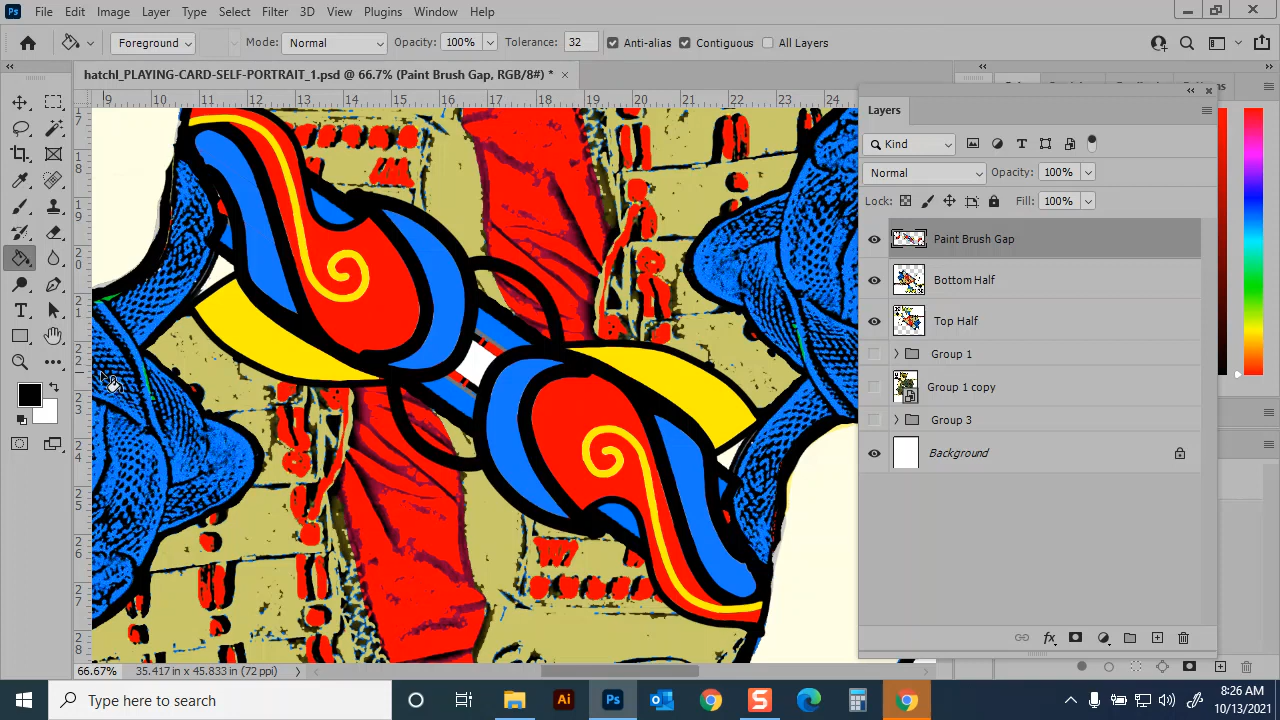 Ps File Edit Image Layer Type Select Filter 3D View Plugins Window Help
Foreground Mode: Normal Opacity: 100% Tolerance: 32 Anti-alias Contiguous All Layers
hatchl_PLAYING-CARD-SELF-PORTRAIT_1.psd @ 66.7% (Paint Brush Gap, RGB/8#) *
9 10 11 12 13 14 15 16 17 18 19 20 21 22 23 24
Layers
Kind
Normal Opacity: 100%
Lock: Fill: 100%
Paint Brush Gap
Bottom Half
Top Half
Group 1
Group 1 copy
Group 3
Background
66.67% 35.417 in x 45.833 in (72 ppi)
Type here to search
Ai Ps S
8:26 AM
10/13/2021